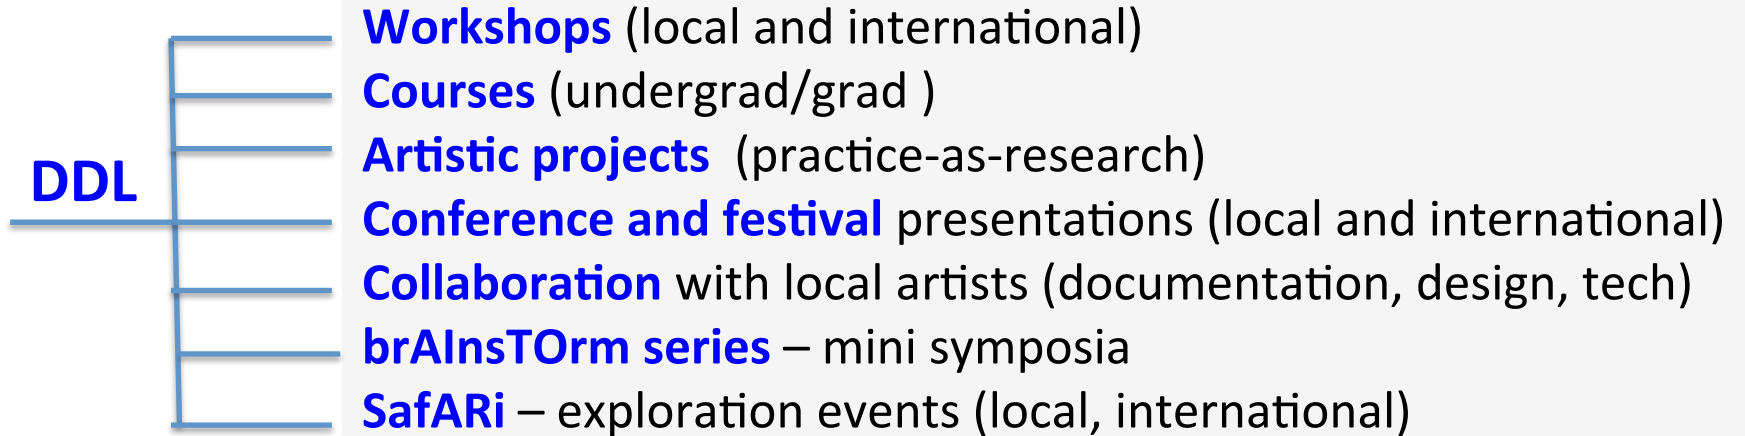 DDL
Workshops (local and international)
Courses (undergrad/grad )
Artistic projects  (practice-as-research)
Conference and festival presentations (local and international)
Collaboration with local artists (documentation, design, tech)
brAInsTOrm series – mini symposia
SafARi – exploration events (local, international)